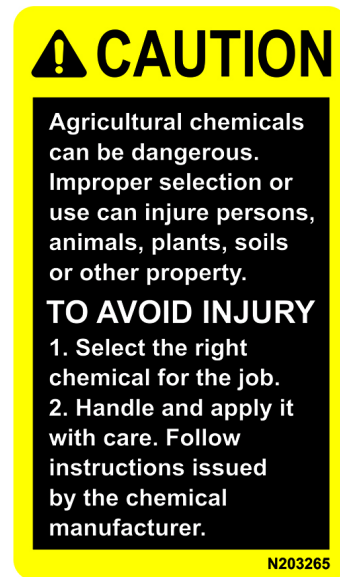 CAUTION
Agricultural chemicals
can be dangerous.
Improper selection or
use can injure persons,
animals, plants, soils
or other property.
TO AVOID INJURY
1. Select the right
chemical for the job.
2. Handle and apply it
with care. Follow
instructions issued
by the chemical
manufacturer.
N203265